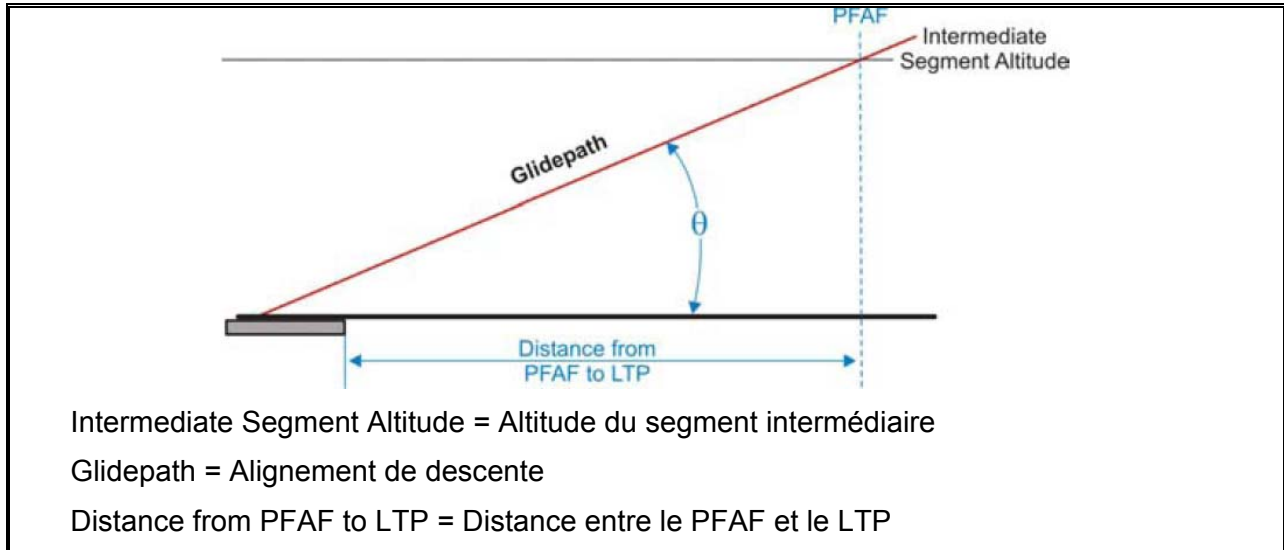 PFAF
Intermediate
Segment Altitude
Glidepath
θ
Distance from
PFAF to LTP
Intermediate Segment Altitude = Altitude du segment intermédiaire
Glidepath = Alignement de descente
Distance from PFAF to LTP = Distance entre le PFAF et le LTP